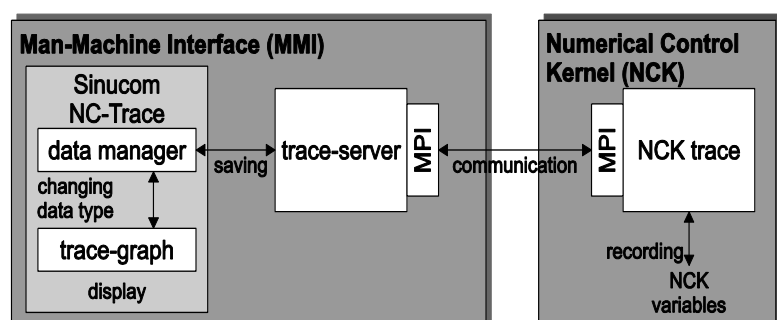 Man-Machine Interface (MMI)
Sinucom
NC-Trace
data manager
changing
data type
trace-graph
display
saving
trace-server
MPI
communication
Numerical Control
Kernel (NCK)
MPI
NCK trace
recording
NCK
variables